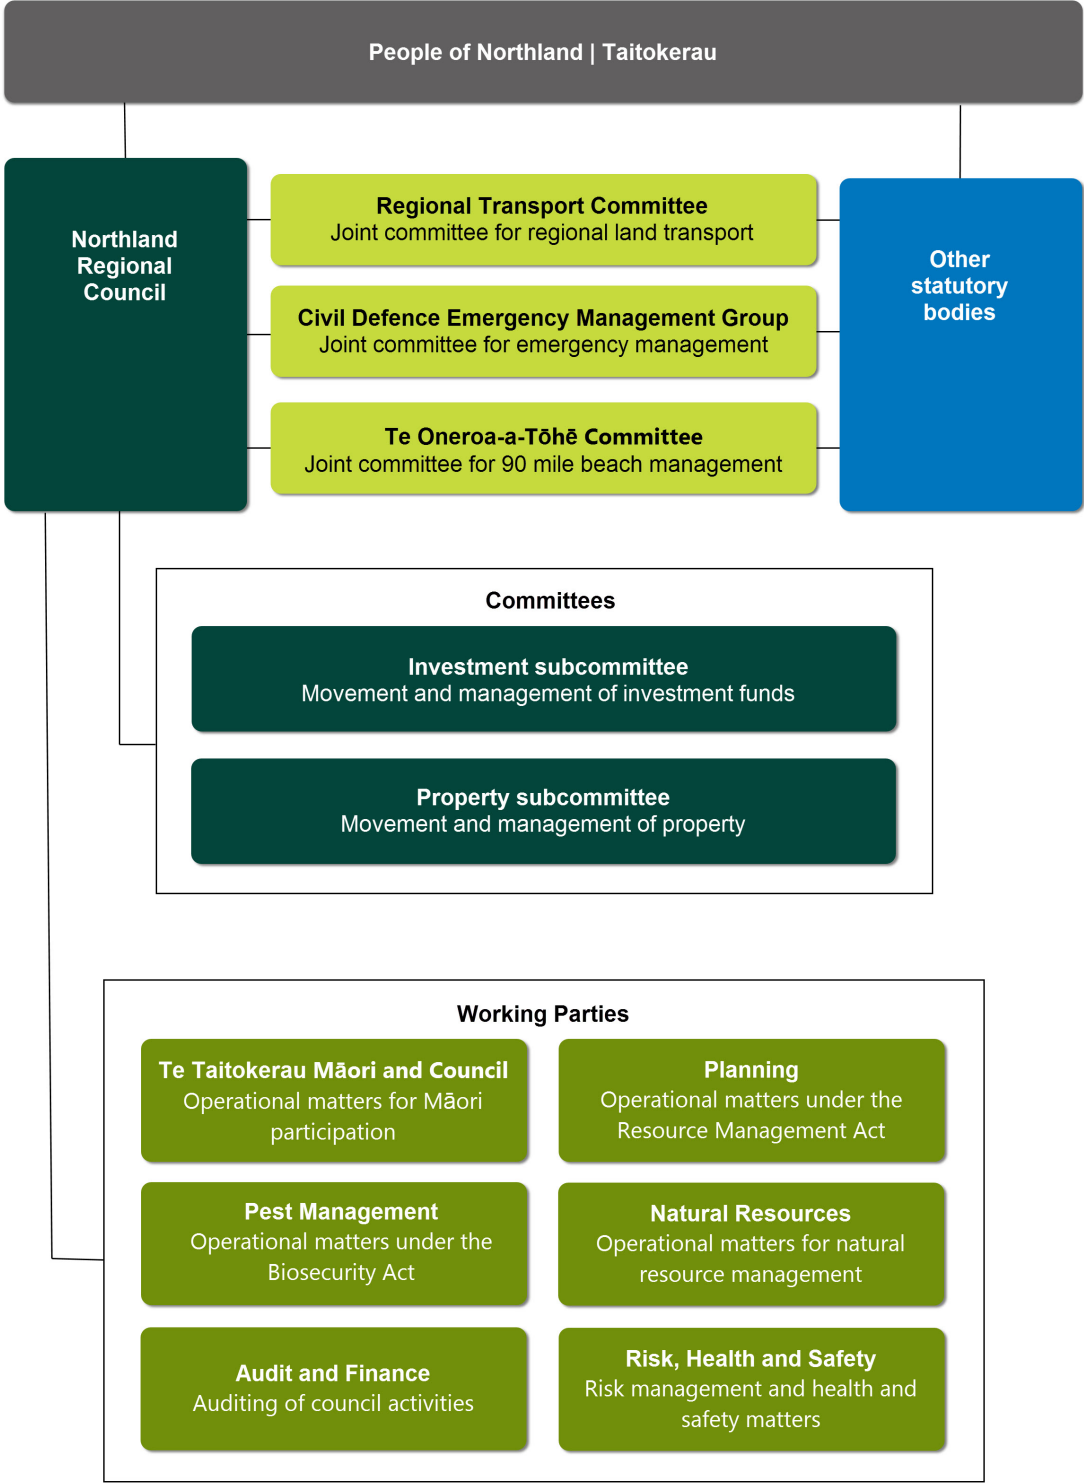 People of Northland | Taitokerau
Northland
Regional
Council
Regional Transport Committee
Joint committee for regional land transport
Civil Defence Emergency Management Group
Joint committee for emergency management
Te Oneroa-a-Tōhē Committee
Joint committee for 90 mile beach management
Other
statutory
bodies
Committees
Investment subcommittee
Movement and management of investment funds
Property subcommittee
Movement and management of property
Working Parties
Te Taitokerau Māori and Council
Operational matters for Māori
participation
Planning
Operational matters under the
Resource Management Act
Pest Management
Operational matters under the
Biosecurity Act
Natural Resources
Operational matters for natural
resource management
Audit and Finance
Auditing of council activities
Risk, Health and Safety
Risk management and health and
safety matters